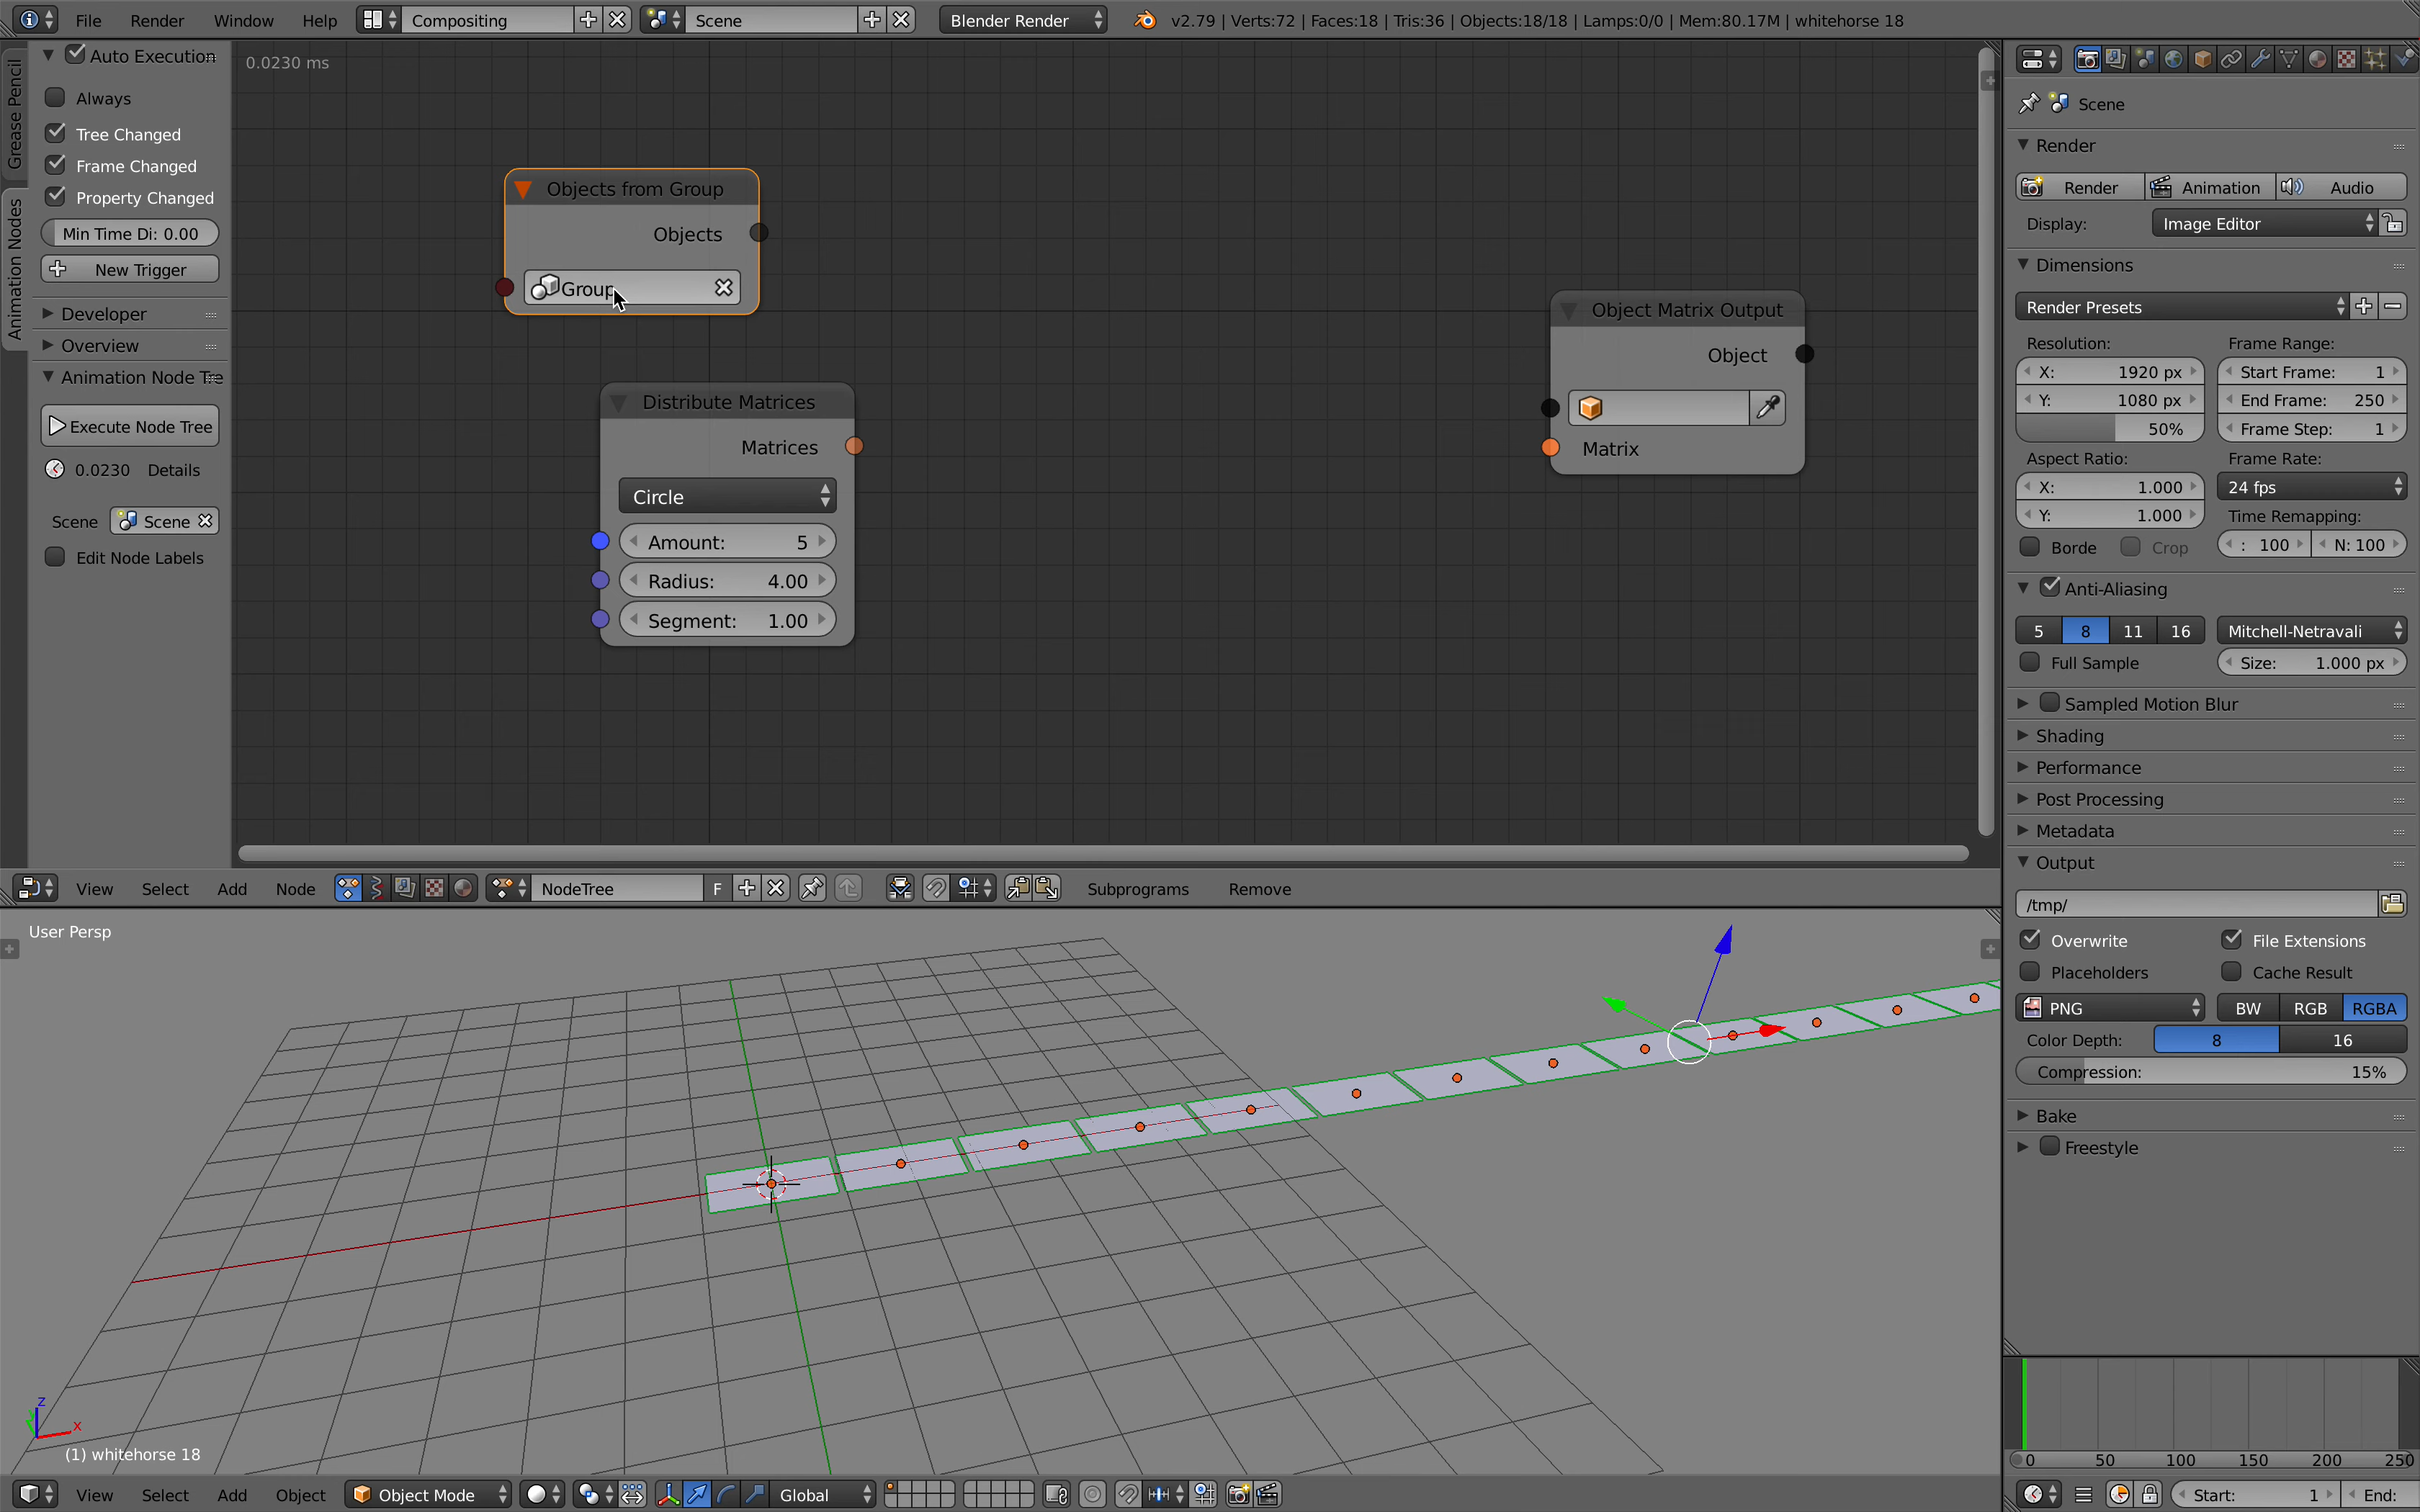 File Render Window Help Compositing Scene Blender Render v2.79 | Verts:72 | Faces:18 | Tris:36 | Objects:18/18 | Lamps:0/0 | Mem:80.17M | whitehorse 18
Grease Pencil
Animation Nodes
Auto Execution
Always
Tree Changed
Frame Changed
Property Changed
Min Time Di: 0.00
New Trigger
Developer
Overview
Animation Node Tre
Execute Node Tree
0.0230 Details
Scene Scene
Edit Node Labels
0.0230 ms
Objects from Group
Objects
Group
Distribute Matrices
Matrices
Circle
Amount: 5
Radius: 4.00
Segment: 1.00
Object Matrix Output
Object
Matrix
View Select Add Node NodeTree F Subprograms Remove
User Persp
z
x
(1) whitehorse 18
View Select Add Object Object Mode Global
Scene
Render
Render Animation Audio
Display: Image Editor
Dimensions
Render Presets
Resolution: Frame Range:
X: 1920 px Start Frame: 1
Y: 1080 px End Frame: 250
50% Frame Step: 1
Aspect Ratio: Frame Rate:
X: 1.000 24 fps
Y: 1.000 Time Remapping:
Borde Crop : 100 N: 100
Anti-Aliasing
5 8 11 16 Mitchell-Netravali
Full Sample Size: 1.000 px
Sampled Motion Blur
Shading
Performance
Post Processing
Metadata
Output
/tmp/
Overwrite File Extensions
Placeholders Cache Result
PNG BW RGB RGBA
Color Depth: 8 16
Compression: 15%
Bake
Freestyle
0 50 100 150 200 250
Start: 1 End: